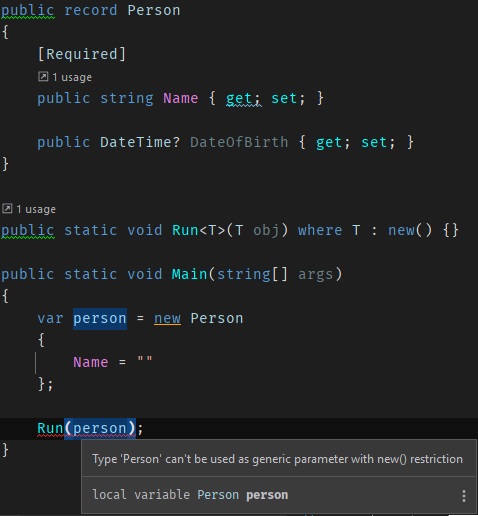 public record Person
{
[Required]
1 usage
public string Name { get; set; }
public DateTime? DateOfBirth { get; set; }
}
1 usage
public static void Run<T>(T obj) where T : new() {}
public static void Main(string[] args)
{
var person = new Person
{
Name = ""
};
Run(person);
}
Type 'Person' can't be used as generic parameter with new() restriction
local variable Person person